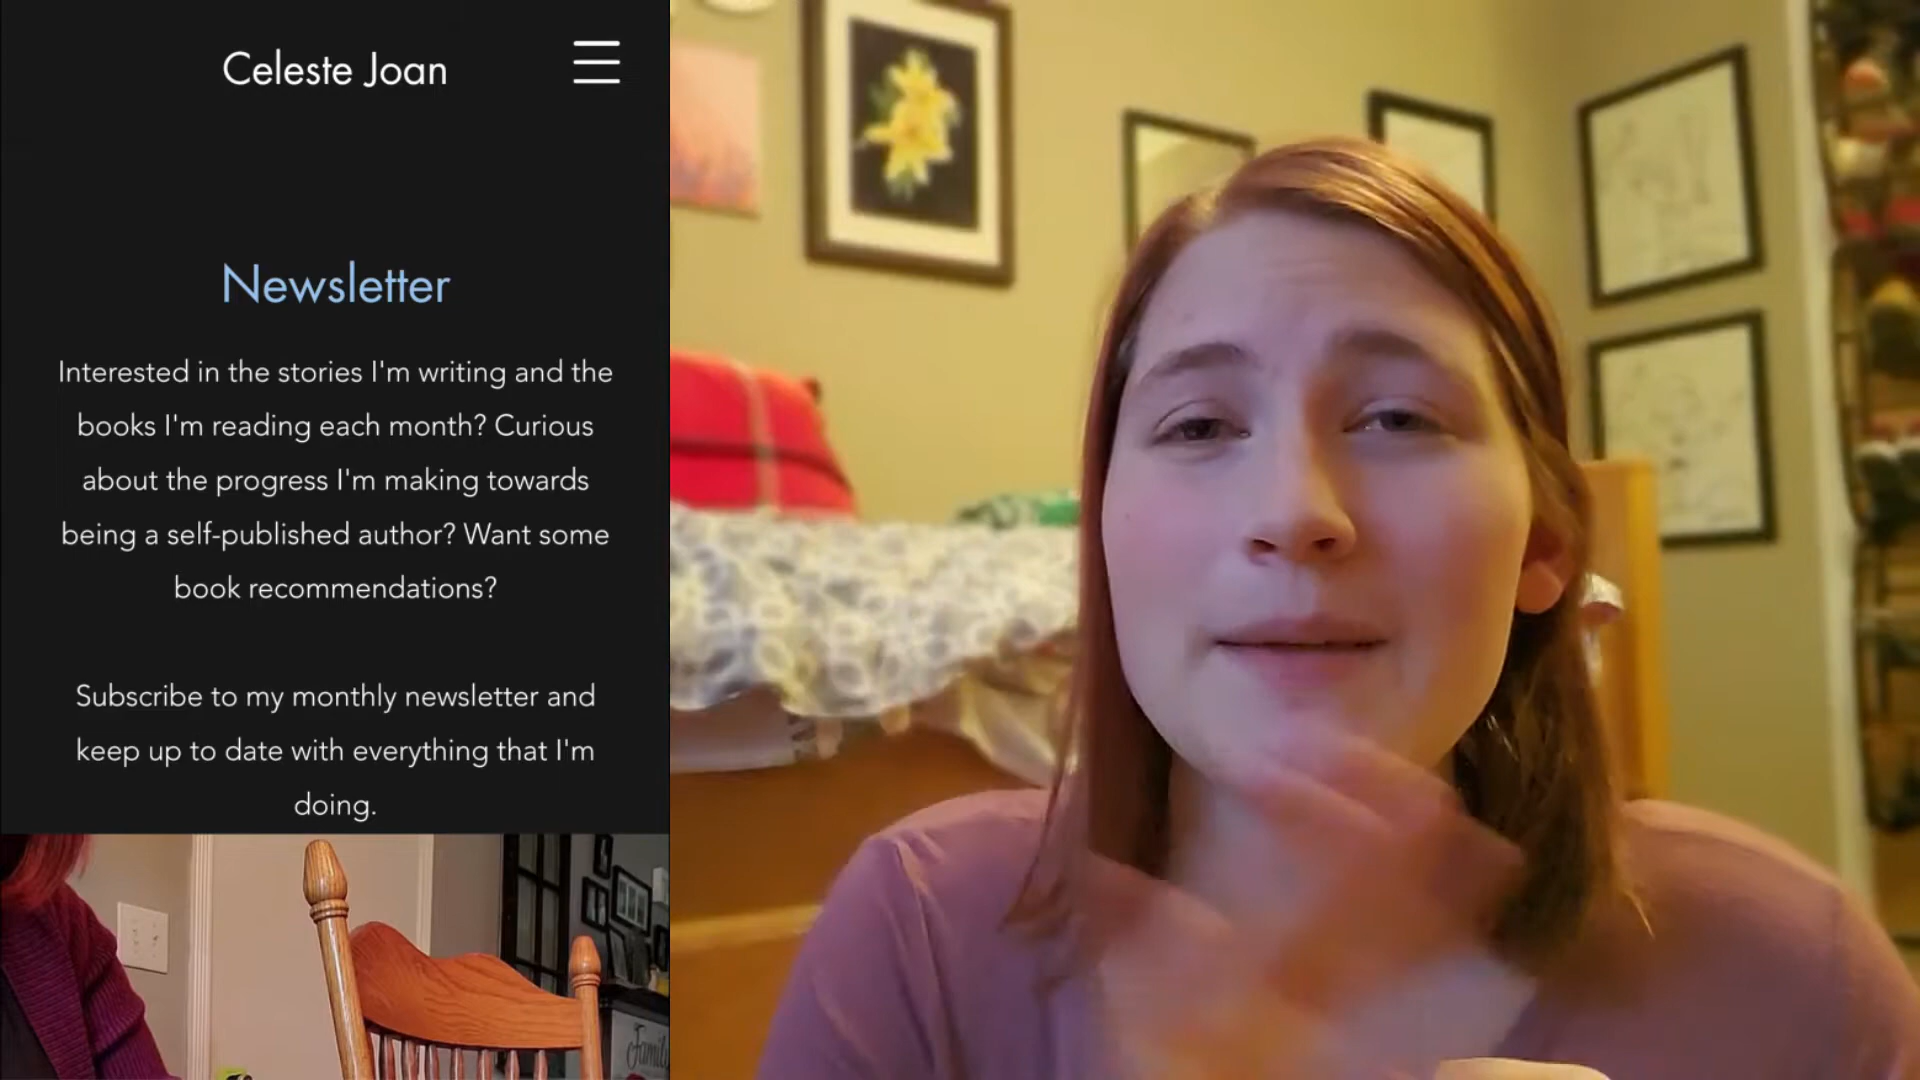 Celeste Joan
Newsletter
Interested in the stories I'm writing and the
books I'm reading each month? Curious
about the progress I'm making towards
being a self-published author? Want some
book recommendations?
Subscribe to my monthly newsletter and
keep up to date with everything that I'm
doing.
Family